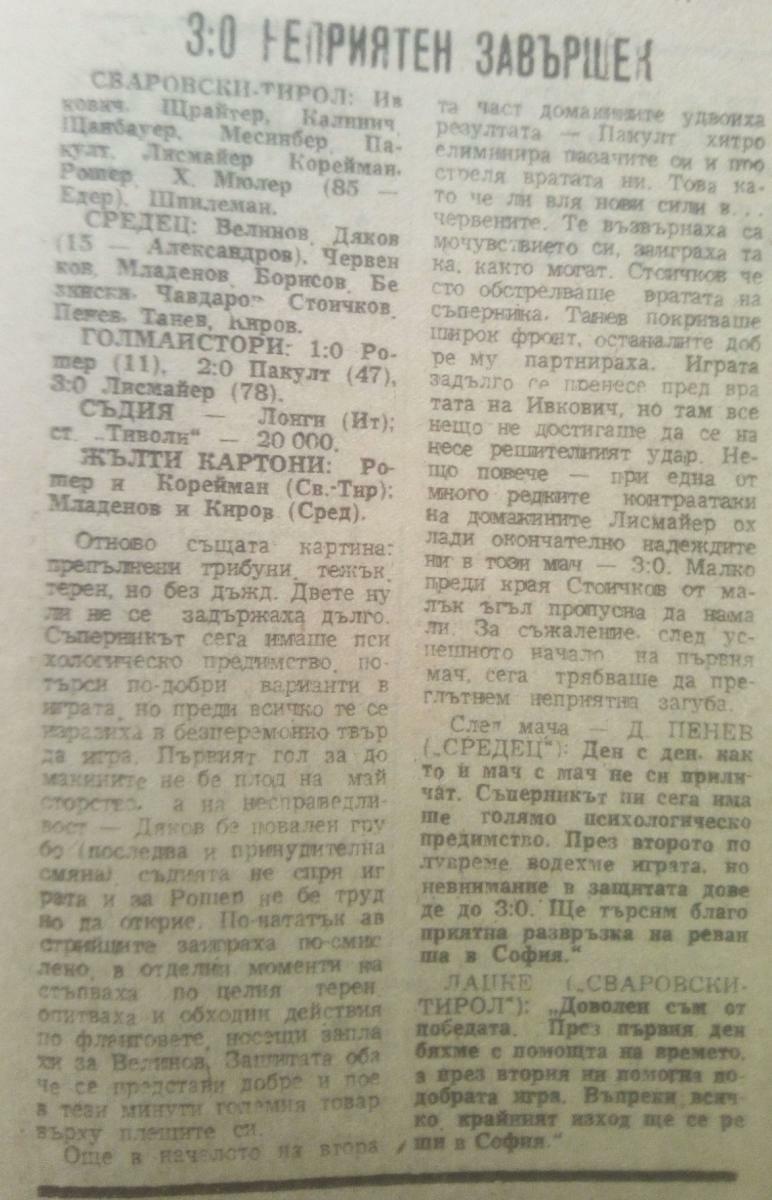 3:0 НЕПРИЯТЕН ЗАВЪРШЕК
СВАРОВСКИ-ТИРОЛ: Ив
кович, Щрайтер, Калинич,
Щайбауер, Месинбер, Па-
култ, Лисмайер Корейман,
Рошер, Х. Мюлер (85 —
Едер), Шпилеман.
СРЕДЕЦ: Велинов, Дяков
(15 — Александров), Червен
ков, Младенов, Борисов, Бе
зински Чавдаров Стоичков,
Пенев, Танев, Киров.
ГОЛМАЙСТОРИ: 1:0 Ро-
шер (11), 2:0 Пакулт (47),
3:0 Лисмайер (78).
СЪДИЯ — Лонги (Ит);
ст. „Тиволи“ — 20 000.
ЖЪЛТИ КАРТОНИ: Ро-
шер и Корейман (Св.-Тир);
Младенов и Киров (Сред).
Отново същата картина:
препълнени трибуни, тежък
терен, но без дъжд. Двете ну
ли не се задържаха дълго.
Съперникът сега имаше пси
хологическо предимство, по-
търси по-добри варианти в
играта, но преди всичко те се
изразиха в безцеремонно твър
да игра. Първият гол за до
макините не бе плод на май
сторство, а на несправедли-
вост — Дяков бе повален гру
бо (последва и принудителна
смяна) съдията не спря иг
рата и за Рошер не бе труд
но да открие. По-нататък ав
стрийците заиграха по-смис
лено, в отделни моменти на
стъпваха по целия терен,
опитваха и обходни действия
по фланговете, носещи запла
хи за Велинов. Защитата оба
че се представи добре и пое
в тези минути големия товар
върху плещите си.
Още в началото на втора
та част домакините удвоиха
резултата — Пакулт хитро
елиминира пазачите си и про
стреля вратата ни. Това ка-
то че ли вля нови сили в...
червените. Те възвърнаха са
мочувствието си, заиграха та
ка, както могат. Стоичков че
сто обстрелваше вратата на
съперника, Танев покриваше
широк фронт, останалите доб
ре му партнираха. Играта
задълго се пренесе пред вра
тата на Ивкович, но там все
нещо не достигаше да се на
несе решителният удар. Не-
що повече — при една от
много редките контраатаки
на домакините Лисмайер ох
лади окончателно надеждите
ни в този мач — 3:0. Малко
преди края Стоичков от ма-
лък ъгъл пропусна да нама
ли. За съжаление, след ус-
пешното начало на първия
мач, сега трябваше да пре-
глътнем неприятна загуба.
След мача — Д. ПЕНЕВ
(„СРЕДЕЦ“): Ден с ден, как
то и мач с мач не си прили-
чат. Съперникът ни сега има
ше голямо психологическо
предимство. През второто по
лувреме водехме играта, но
невнимание в защитата дове
де до 3:0. Ще търсим благо
приятна развръзка на реван
ша в София.“
ЛАЦКЕ („СВАРОВСКИ-
ТИРОЛ“): „Доволен съм от
победата. През първия ден
бяхме с помощта на времето,
а през втория ни помогна по-
добрата игра. Въпреки всич-
ко, крайният изход ще се ре
ши в София.“